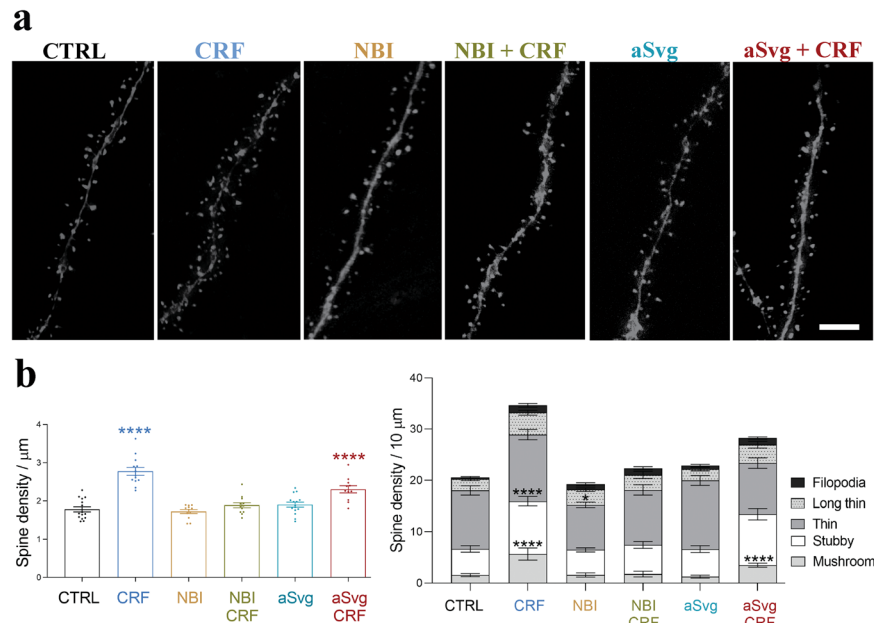 a
CTRL CRF NBI NBI + CRF aSvg aSvg + CRF
b
Spine density / μm
4
3
2
1
0
****
****
CTRL CRF NBI NBI CRF aSvg aSvg CRF
Spine density / 10 μm
40
30
20
10
0
****
****
*
****
CTRL CRF NBI NBI CRF aSvg aSvg CRF
Filopodia
Long thin
Thin
Stubby
Mushroom